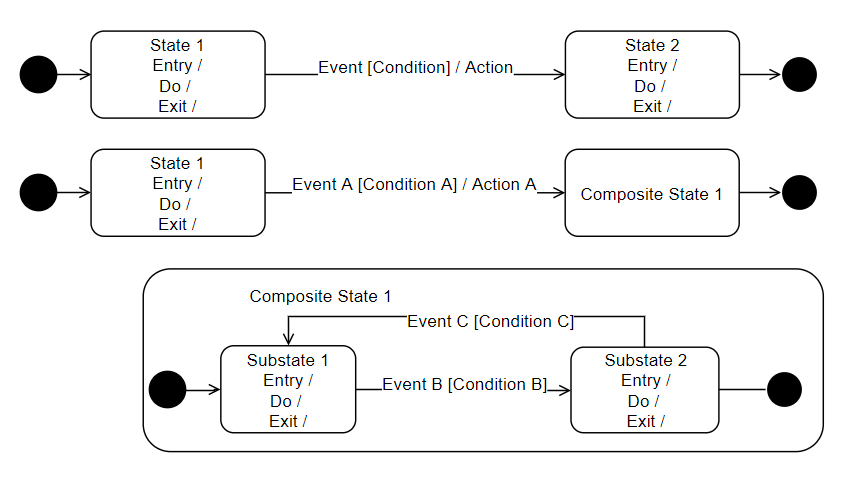 State 1
Entry /
Do /
Exit /
Event [Condition] / Action
State 2
Entry /
Do /
Exit /
State 1
Entry /
Do /
Exit /
Event A [Condition A] / Action A
Composite State 1
Composite State 1
Event C [Condition C]
Substate 1
Entry /
Do /
Exit /
Event B [Condition B]
Substate 2
Entry /
Do /
Exit /